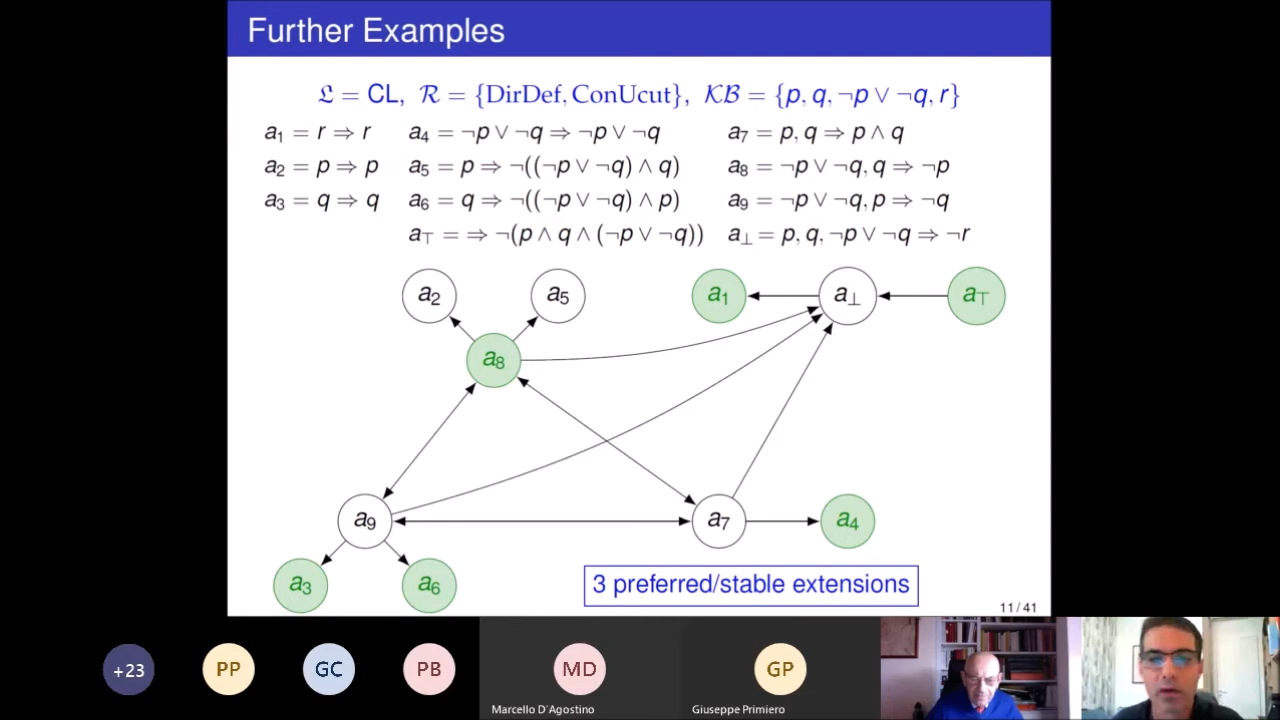 Further Examples
𝔏 = CL, ℛ = {DirDef, ConUcut}, 𝒦ℬ = {p, q, ¬p ∨ ¬q, r}
a₁ = r ⇒ r a₄ = ¬p ∨ ¬q ⇒ ¬p ∨ ¬q a₇ = p, q ⇒ p ∧ q
a₂ = p ⇒ p a₅ = p ⇒ ¬((¬p ∨ ¬q) ∧ q) a₈ = ¬p ∨ ¬q, q ⇒ ¬p
a₃ = q ⇒ q a₆ = q ⇒ ¬((¬p ∨ ¬q) ∧ p) a₉ = ¬p ∨ ¬q, p ⇒ ¬q
a⊤ = ⇒ ¬(p ∧ q ∧ (¬p ∨ ¬q)) a⊥ = p, q, ¬p ∨ ¬q ⇒ ¬r
a₂ a₅ a₁ a⊥ a⊤
a₈
a₉ a₇ a₄
a₃ a₆ 3 preferred/stable extensions
11 / 41
+23 PP GC PB MD GP
Marcello D'Agostino Giuseppe Primiero